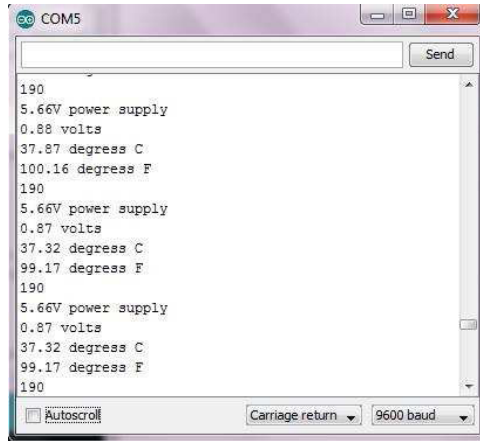 COM5
Send
190
5.66V power supply
0.88 volts
37.87 degress C
100.16 degress F
190
5.66V power supply
0.87 volts
37.32 degress C
99.17 degress F
190
5.66V power supply
0.87 volts
37.32 degress C
99.17 degress F
190
Autoscroll
Carriage return
9600 baud